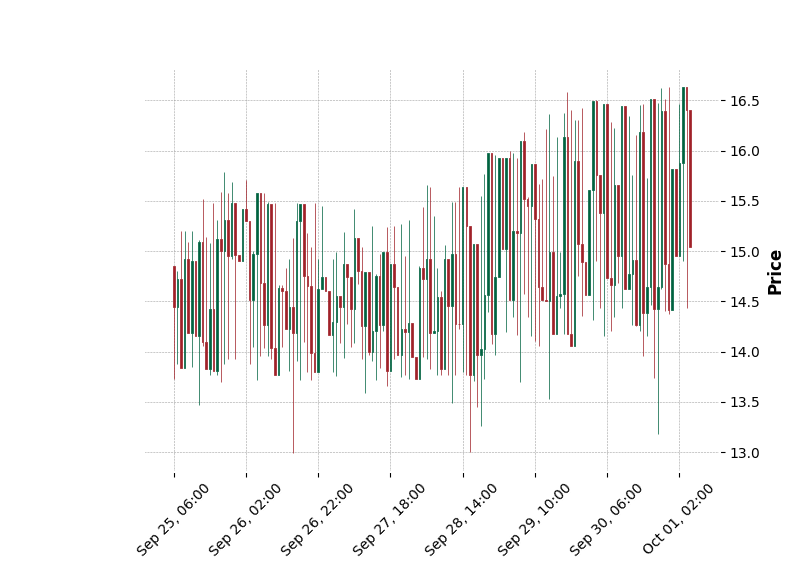 16.5
16.0
15.5
15.0
14.5
14.0
13.5
13.0
Price
Sep 25, 06:00
Sep 26, 02:00
Sep 26, 22:00
Sep 27, 18:00
Sep 28, 14:00
Sep 29, 10:00
Sep 30, 06:00
Oct 01, 02:00